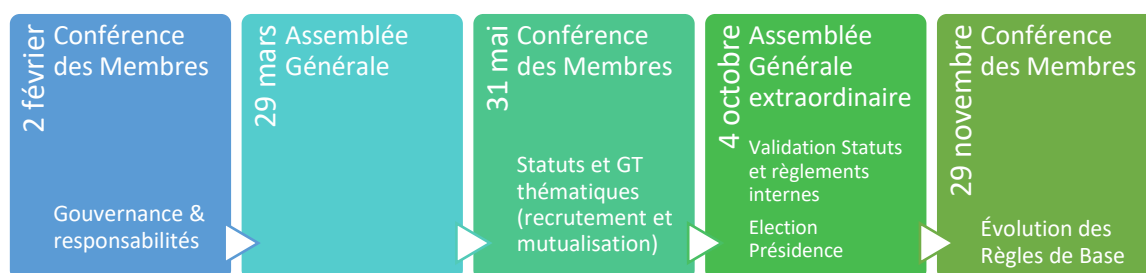 2 février
Conférence
des Membres
Gouvernance &
responsabilités
29 mars
Assemblée
Générale
31 mai
Conférence
des Membres
Statuts et GT
thématiques
(recrutement et
mutualisation)
4 octobre
Assemblée
Générale
extraordinaire
Validation Statuts
et règlements
internes
Election
Présidence
29 novembre
Conférence
des Membres
Évolution des
Règles de Base